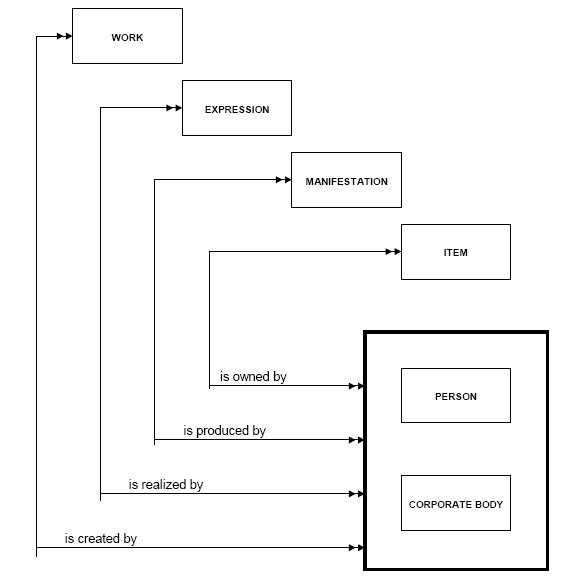 WORK
EXPRESSION
MANIFESTATION
ITEM
is owned by
PERSON
is produced by
is realized by
CORPORATE BODY
is created by